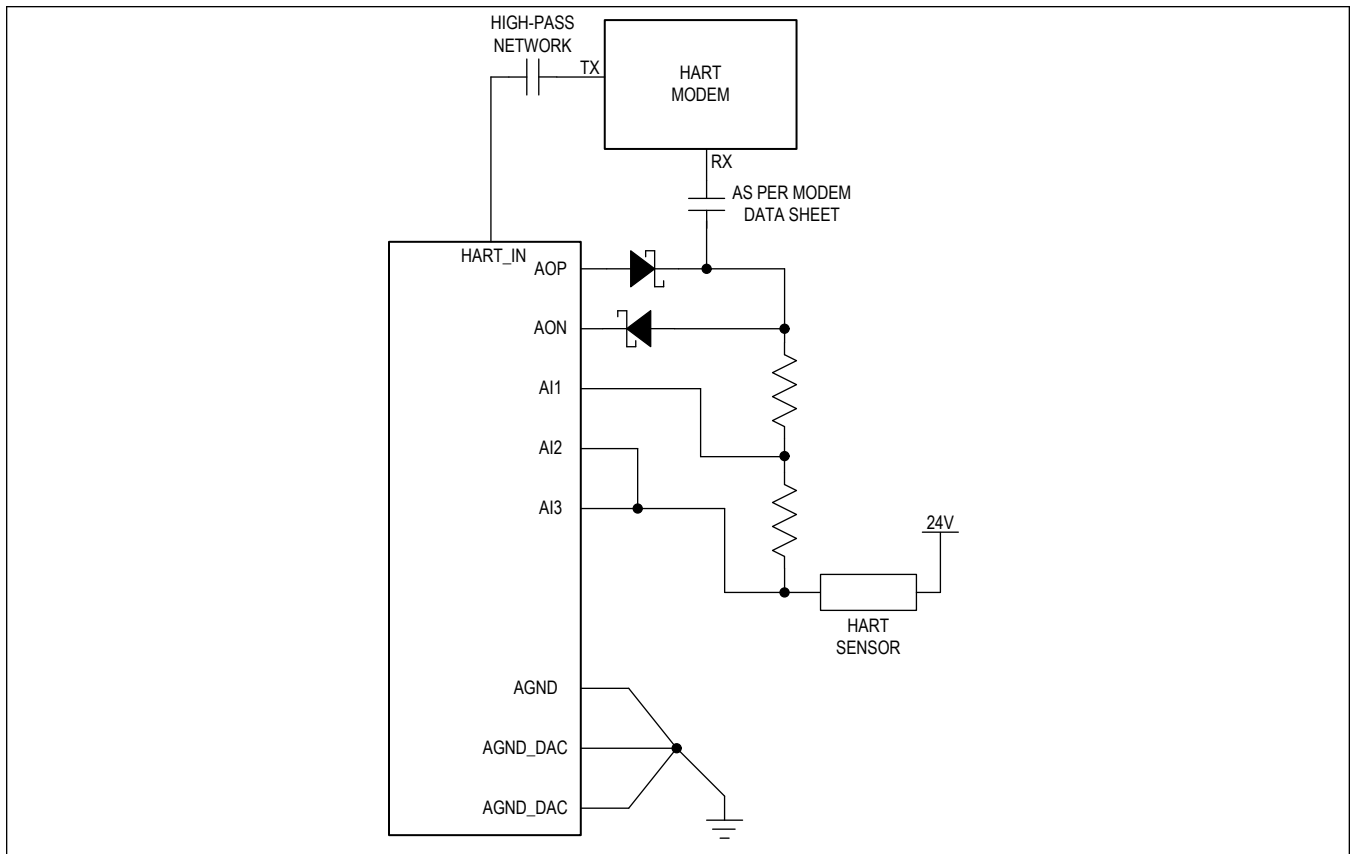 HIGH-PASS
NETWORK
TX
HART
MODEM
RX
AS PER MODEM
DATA SHEET
HART_IN
AOP
AON
AI1
AI2
AI3
24V
HART
SENSOR
AGND
AGND_DAC
AGND_DAC